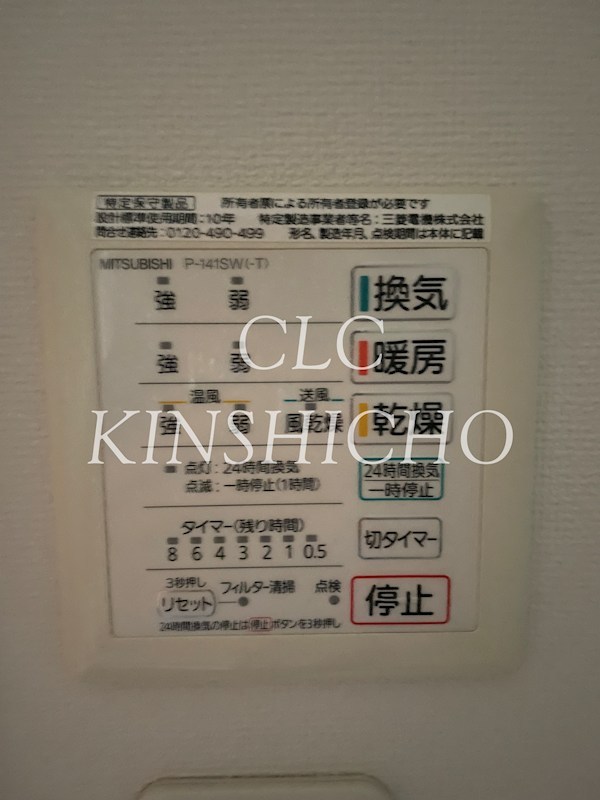 特定保守製品 所有者票による所有者登録が必要です
設計標準使用期間:10年 特定製造事業者等名:三菱電機株式会社
問合せ連絡先:0120-490-499 形名、製造年月、点検期間は本体に記載
MITSUBISHI P-141SW(-T)
強 弱 換気
強 弱 暖房
温風 送風
強 弱 風乾燥 乾燥
CLC
KINSHICHO
点灯:24時間換気
点滅:一時停止(1時間)
24時間換気
一時停止
タイマー(残り時間)
8 6 4 3 2 1 0.5
切タイマー
3秒押し
リセット フィルター清掃 点検
停止
24時間換気の停止は停止ボタンを3秒押し